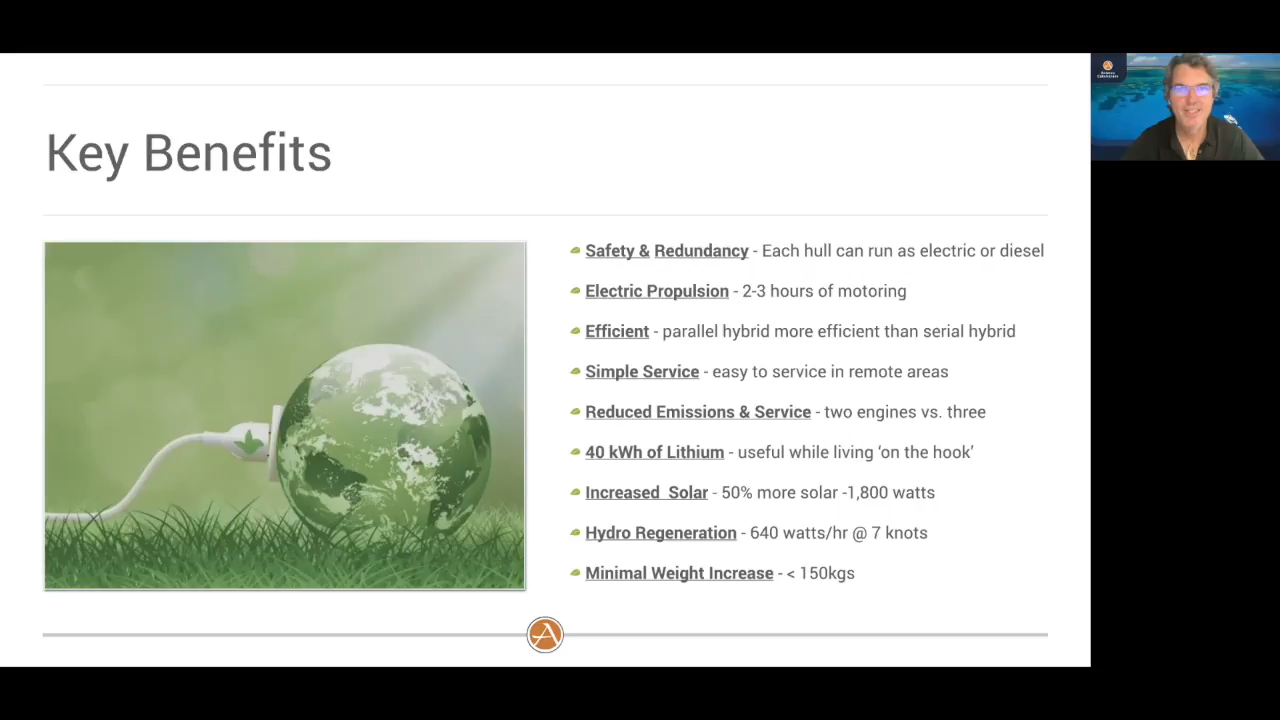 Key Benefits
Safety & Redundancy - Each hull can run as electric or diesel
Electric Propulsion - 2-3 hours of motoring
Efficient - parallel hybrid more efficient than serial hybrid
Simple Service - easy to service in remote areas
Reduced Emissions & Service - two engines vs. three
40 kWh of Lithium - useful while living ‘on the hook’
Increased  Solar - 50% more solar -1,800 watts
Hydro Regeneration - 640 watts/hr @ 7 knots
Minimal Weight Increase - < 150kgs
A